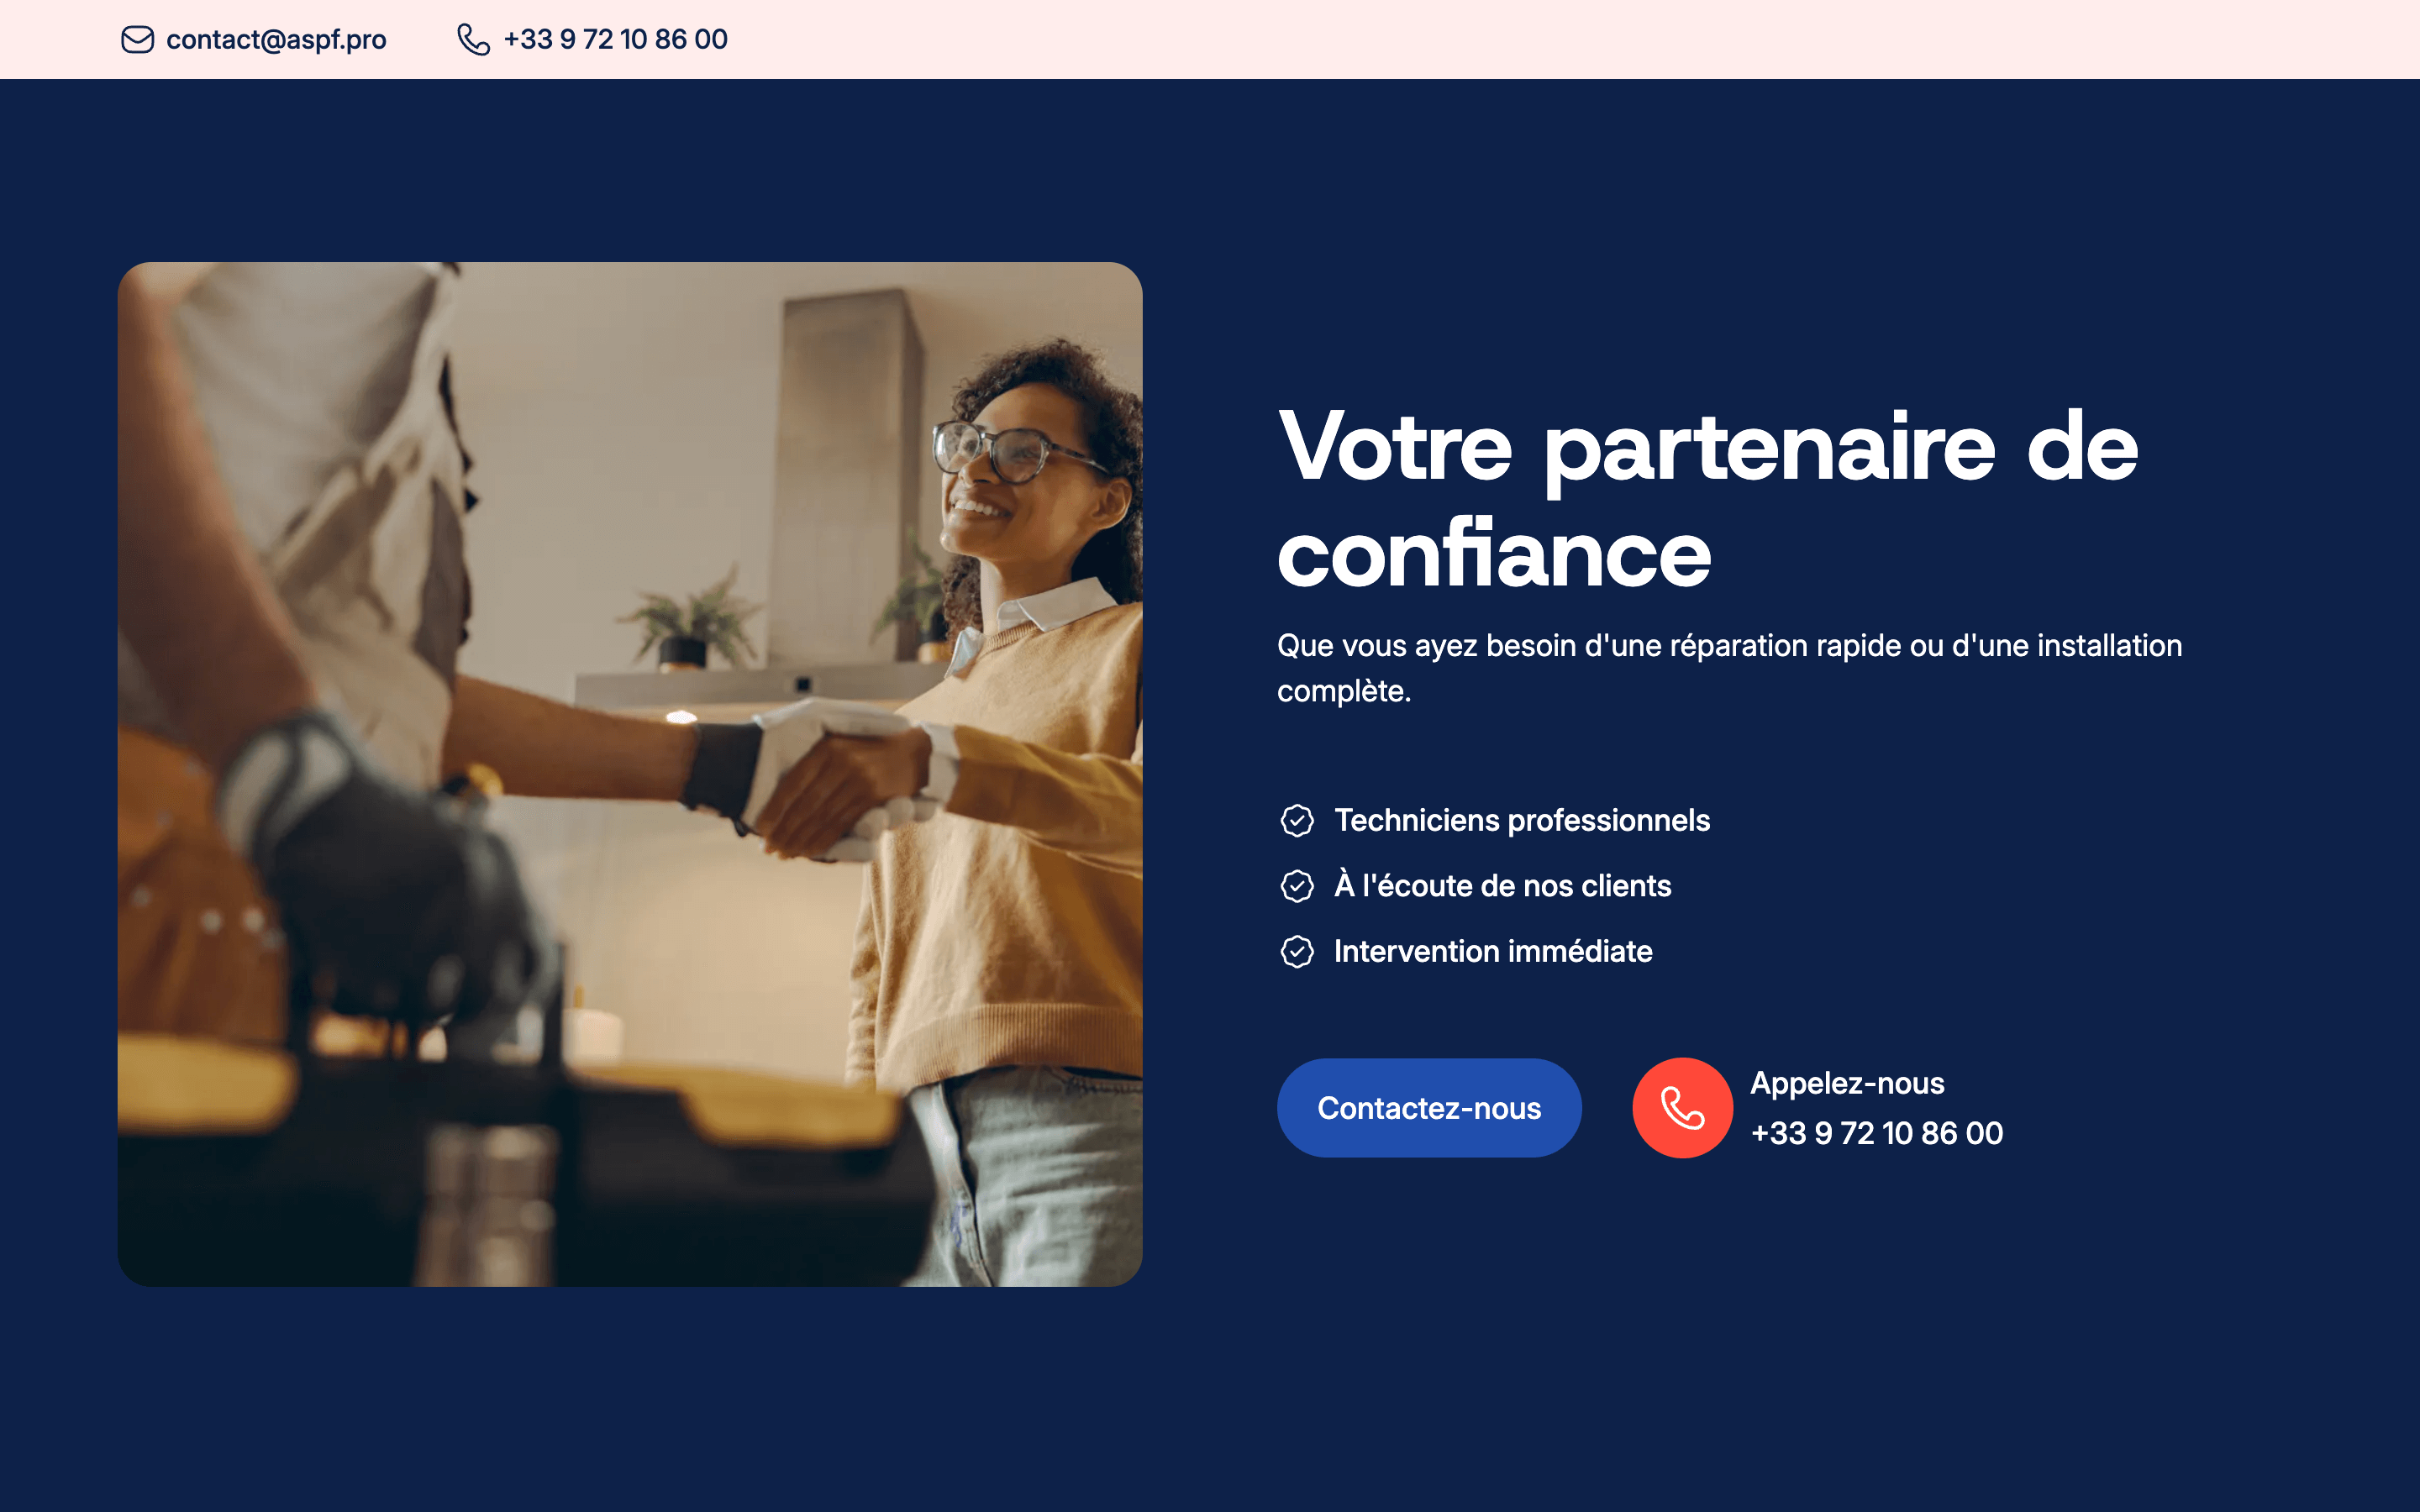 contact@aspf.pro
+33 9 72 10 86 00
Votre partenaire de
confiance
Que vous ayez besoin d'une réparation rapide ou d'une installation
complète.
Techniciens professionnels
À l'écoute de nos clients
Intervention immédiate
Contactez-nous
Appelez-nous
+33 9 72 10 86 00